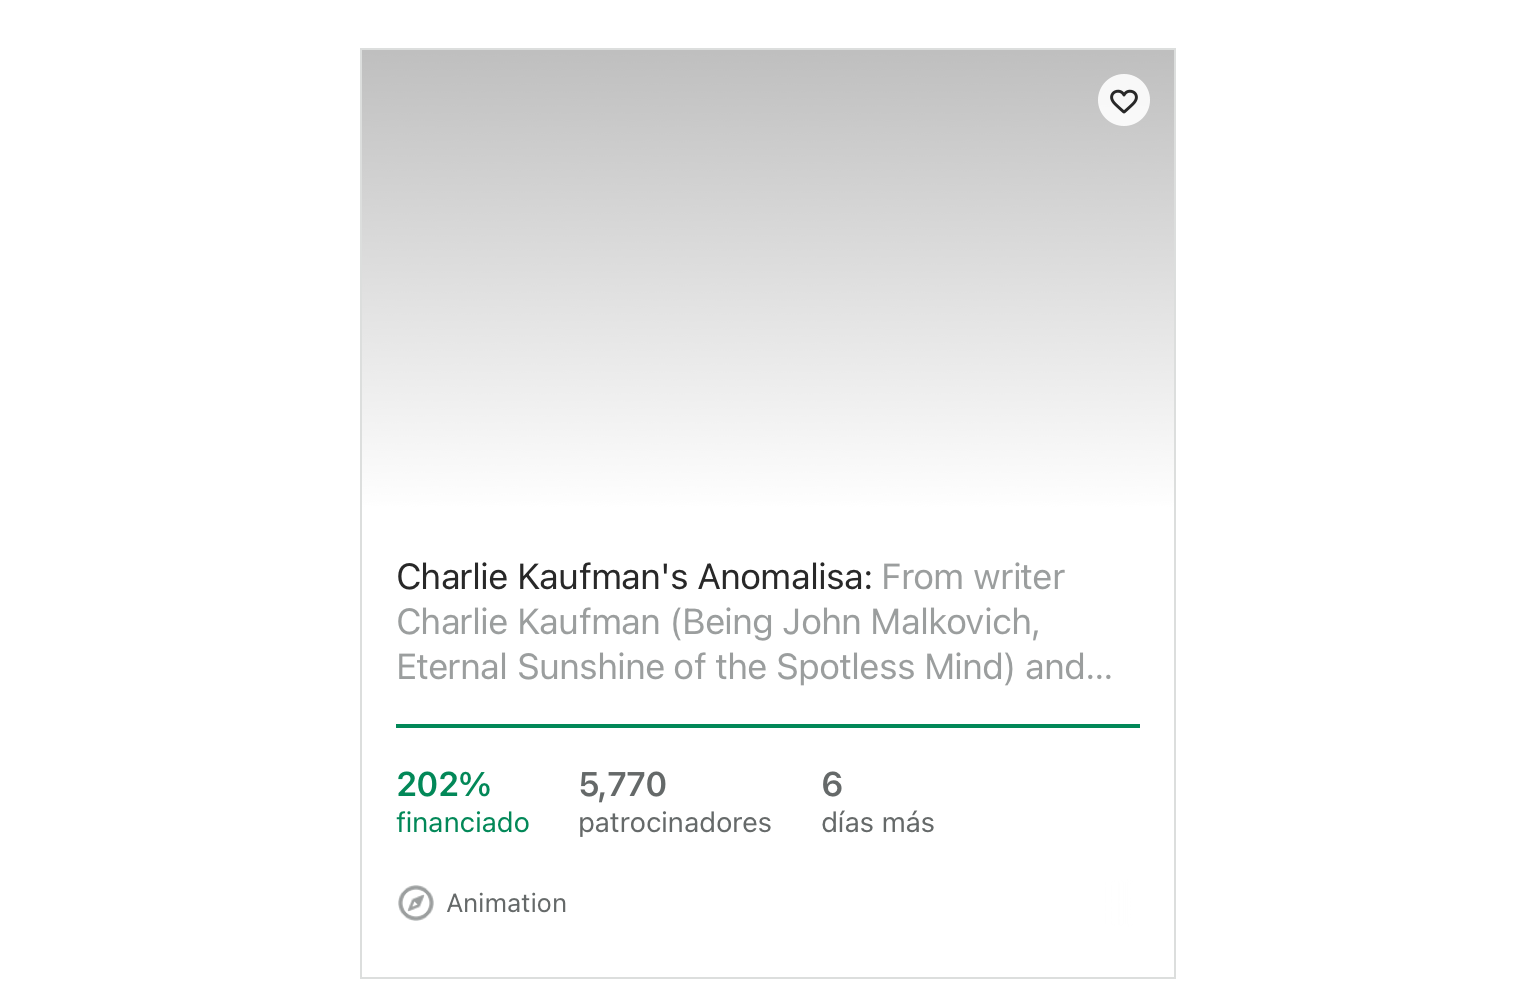 Charlie Kaufman's Anomalisa: From writer
Charlie Kaufman (Being John Malkovich,
Eternal Sunshine of the Spotless Mind) and...
202% 5,770 6
financiado patrocinadores días más
Animation